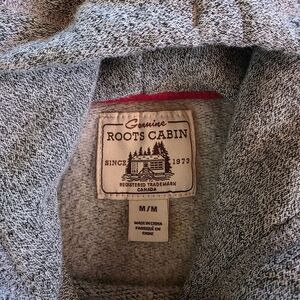 Genuine
ROOTS CABIN
SINCE 1973
REGISTERED TRADEMARK
CANADA
M/M
MADE IN CHINA
FABRIQUÉ EN
CHINE